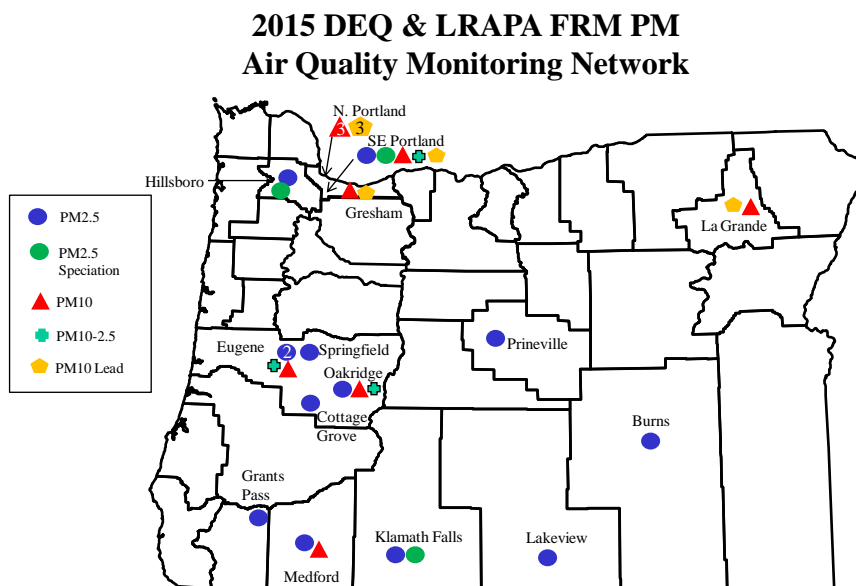 2015 DEQ & LRAPA FRM PM
Air Quality Monitoring Network
N. Portland
3 3
SE Portland
Hillsboro
Gresham
La Grande
PM2.5
PM2.5
Speciation
PM10
PM10-2.5
PM10 Lead
Eugene
2
Springfield
Oakridge
Cottage
Grove
Prineville
Burns
Grants
Pass
Medford
Klamath Falls
Lakeview